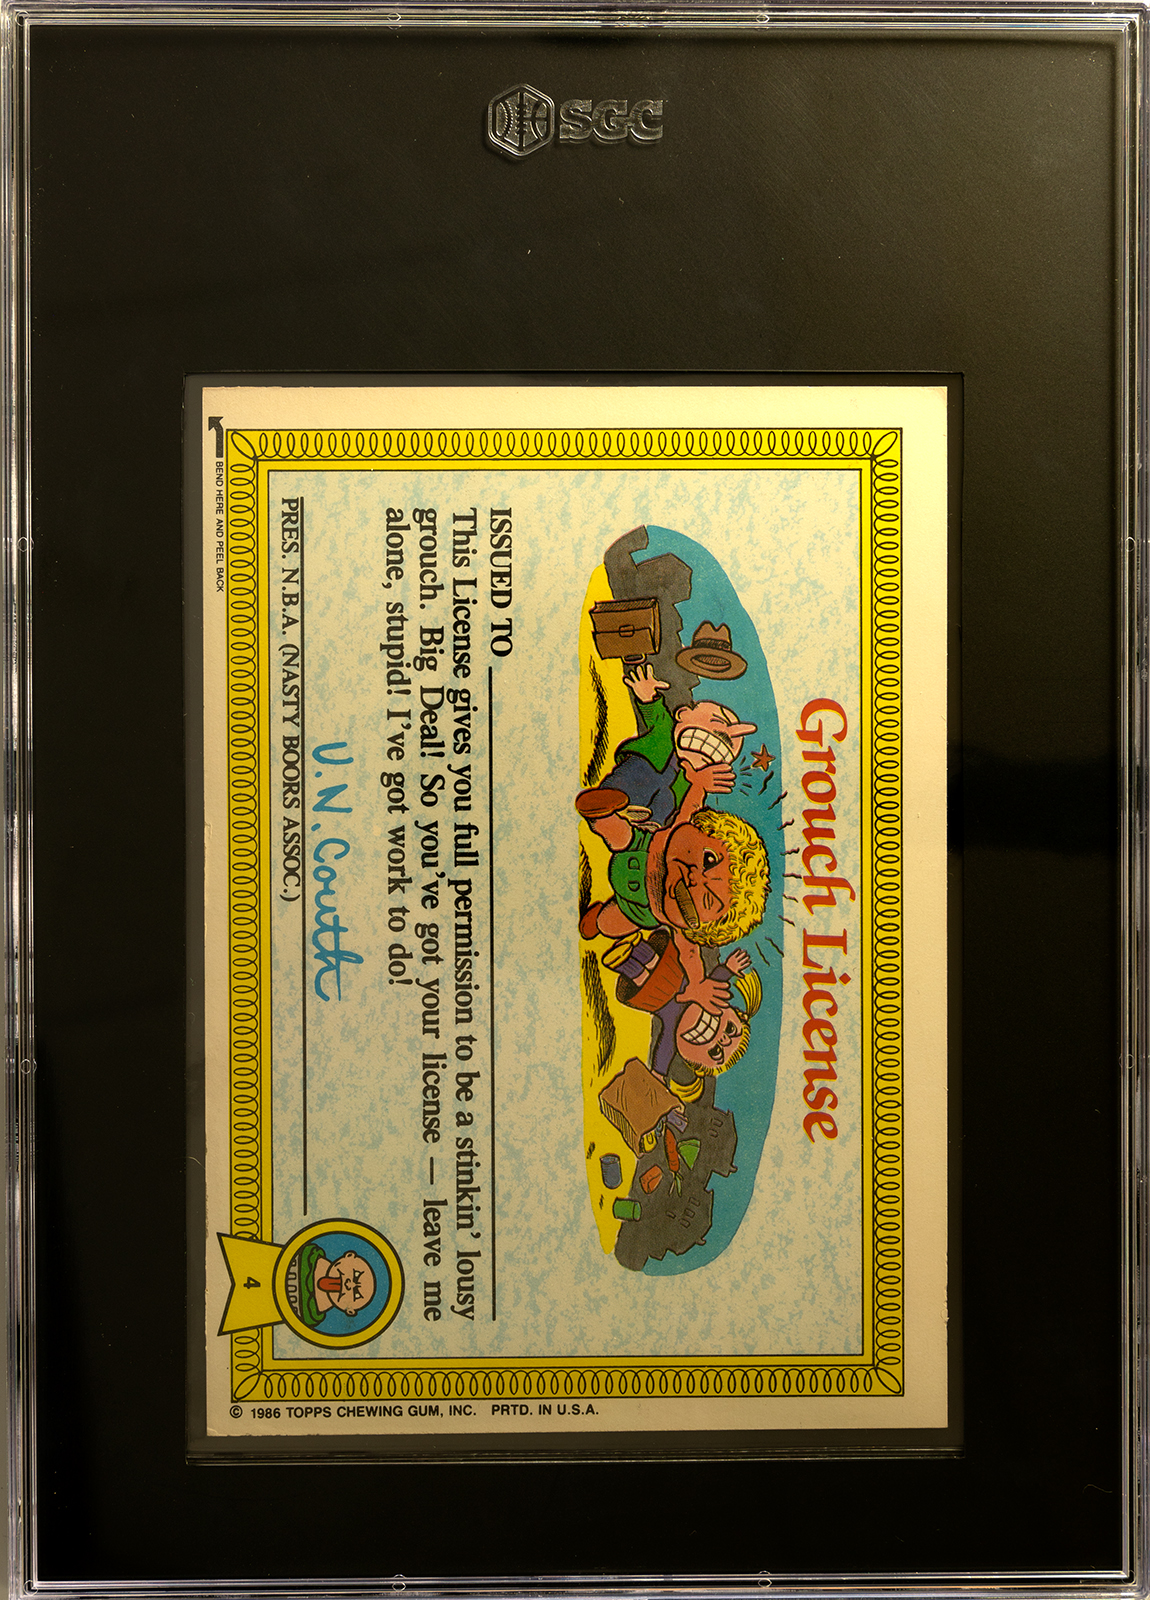 SGC
Grouch License
GD
ISSUED TO
This License gives you full permission to be a stinkin' lousy
grouch. Big Deal! So you've got your license — leave me
alone, stupid! I've got work to do!
U. N. Couth
PRES. N.B.A. (NASTY BOORS ASSOC.)
4
BEND HERE AND PEEL BACK
© 1986 TOPPS CHEWING GUM, INC. PRTD. IN U.S.A.